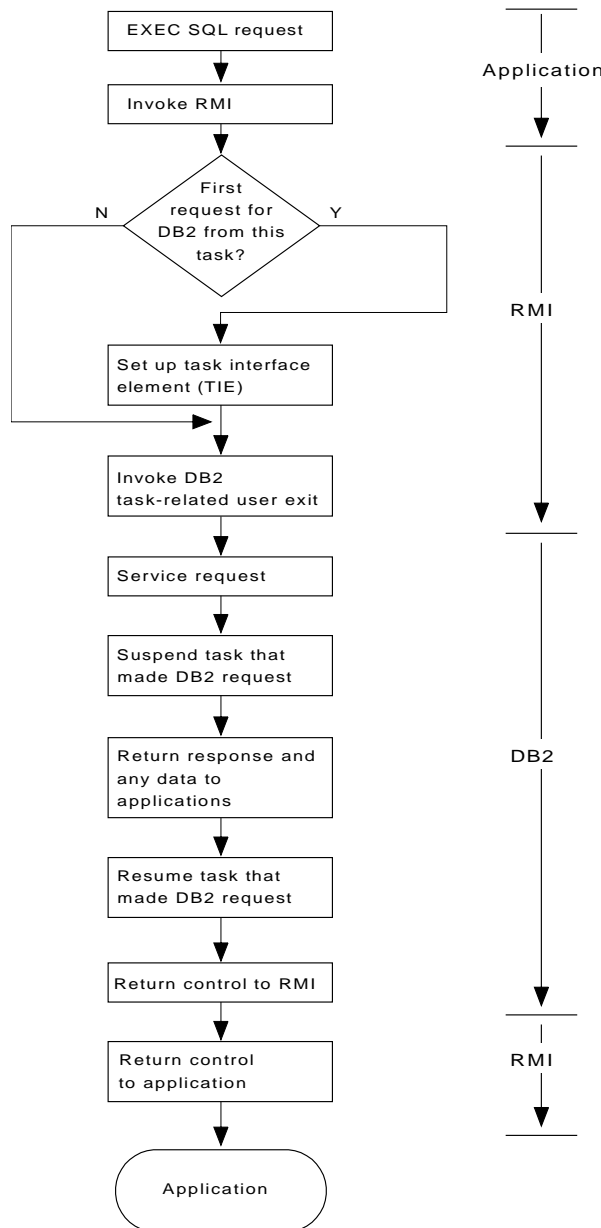 EXEC SQL request
Application
Invoke RMI
First
request for
DB2 from this
task?
N
Y
RMI
Set up task interface
element (TIE)
Invoke DB2
task-related user exit
Service request
Suspend task that
made DB2 request
Return response and
any data to
applications
DB2
Resume task that
made DB2 request
Return control to RMI
Return control
to application
RMI
Application